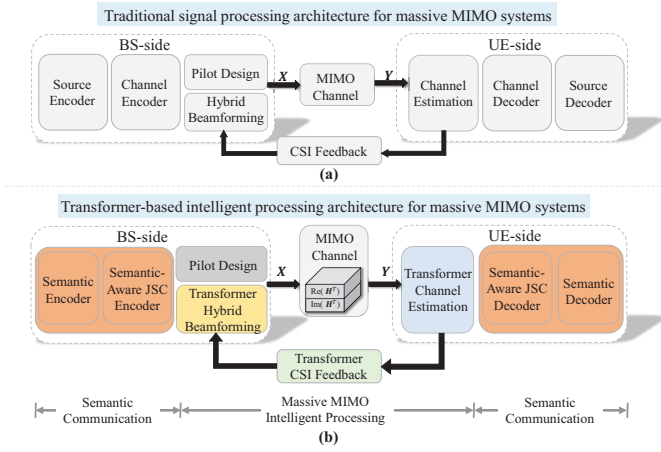 Traditional signal processing architecture for massive MIMO systems
BS-side
UE-side
Source
Encoder
Channel
Encoder
Pilot Design
Hybrid
Beamforming
X
MIMO
Channel
Y
Channel
Estimation
Channel
Decoder
Source
Decoder
CSI Feedback
(a)
Transformer-based intelligent processing architecture for massive MIMO systems
BS-side
UE-side
Semantic
Encoder
Semantic-
Aware JSC
Encoder
Pilot Design
Transformer
Hybrid
Beamforming
X
MIMO
Channel
Re( H^T )
Im( H^T )
Y
Transformer
Channel
Estimation
Semantic-
Aware JSC
Decoder
Semantic
Decoder
Transformer
CSI Feedback
Semantic
Communication
Massive MIMO
Intelligent Processing
Semantic
Communication
(b)